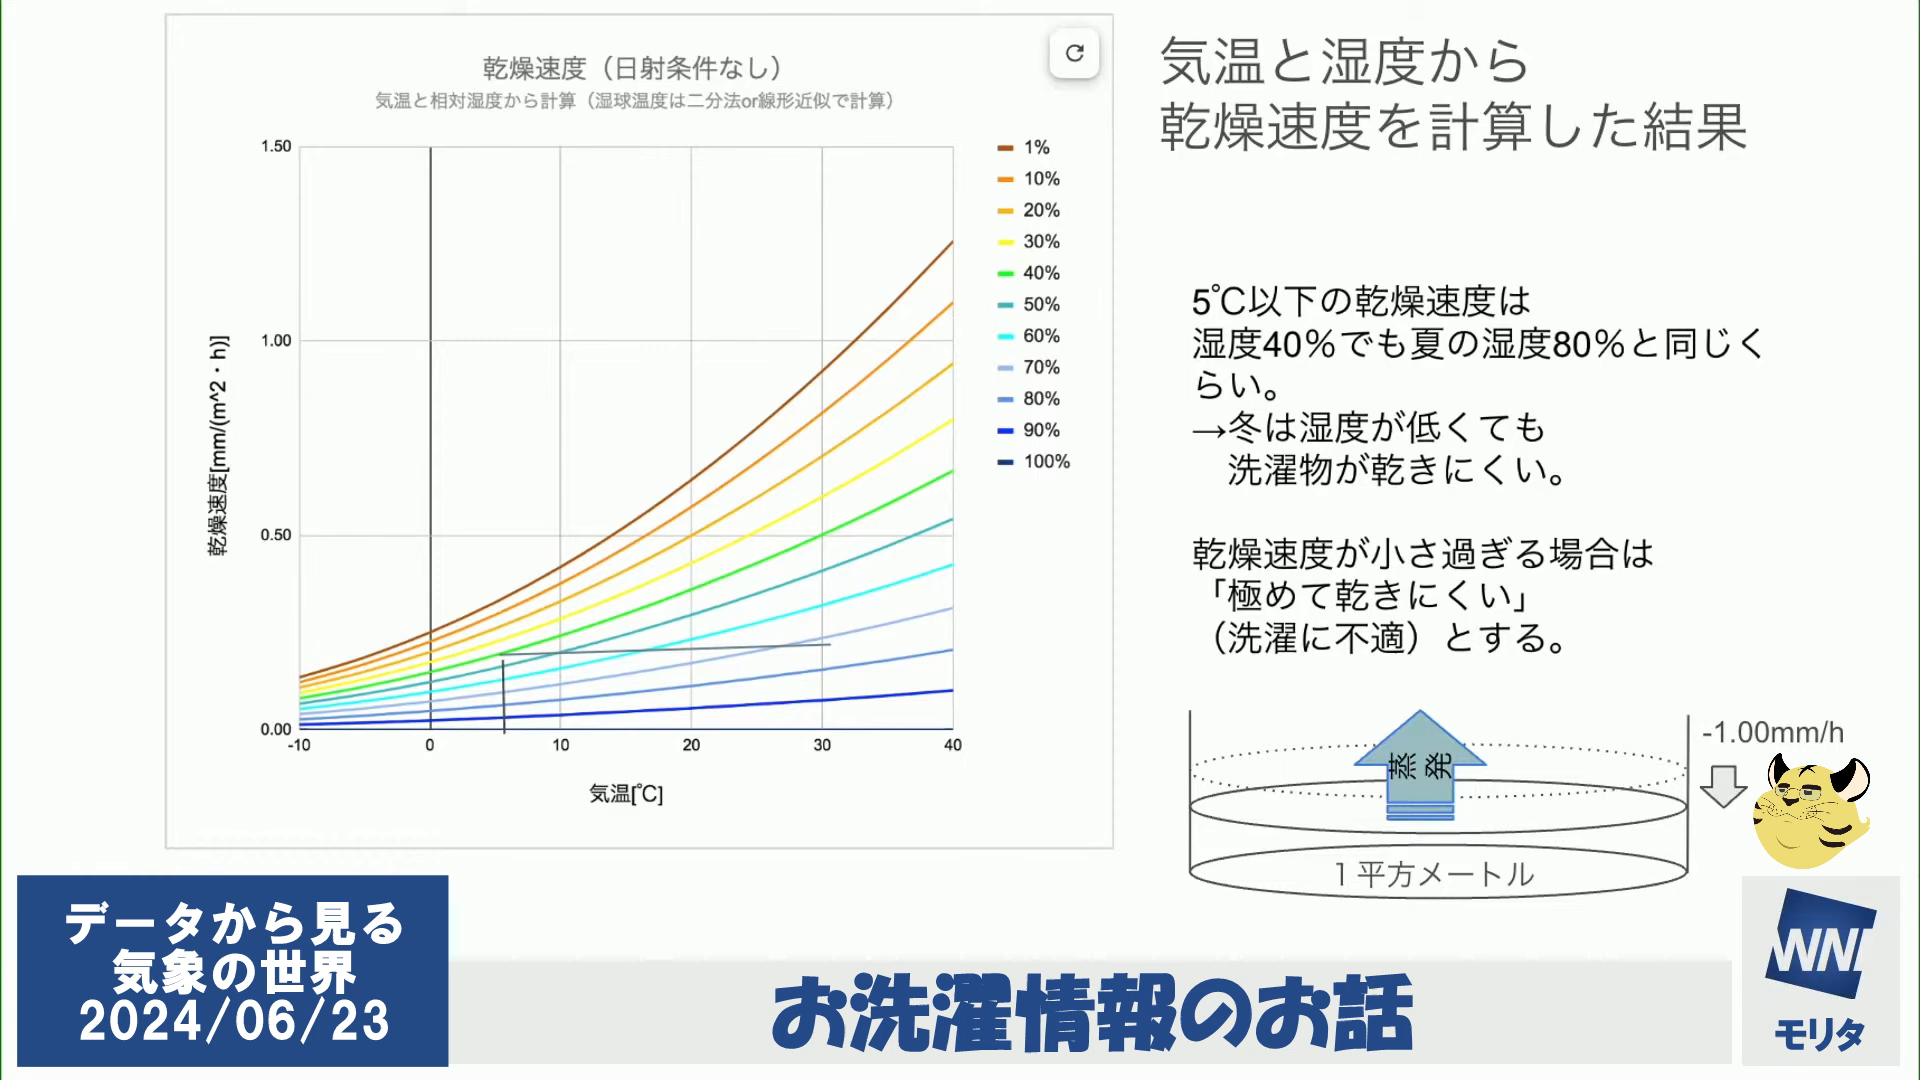 乾燥速度（日射条件なし）
気温と相対湿度から計算（湿球温度は二分法or線形近似で計算）
1.50
1.00
0.50
0.00
-10
0
10
20
30
40
乾燥速度[mm/(m^2・h)]
気温[℃]
1%
10%
20%
30%
40%
50%
60%
70%
80%
90%
100%
気温と湿度から
乾燥速度を計算した結果
5℃以下の乾燥速度は
湿度40％でも夏の湿度80％と同じく
らい。
→冬は湿度が低くても
洗濯物が乾きにくい。
乾燥速度が小さ過ぎる場合は
「極めて乾きにくい」
（洗濯に不適）とする。
蒸発
-1.00mm/h
１平方メートル
データから見る
気象の世界
2024/06/23
お洗濯情報のお話
WNI
モリタ